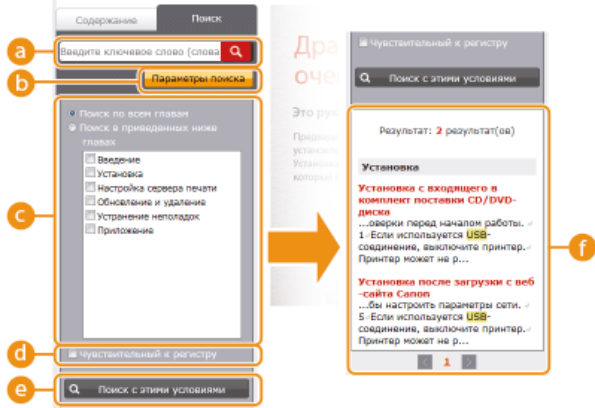 Содержание
Поиск
a
Введите ключевое слово (слова
b
Параметры поиска
c
Поиск по всем главам
Поиск в приведенных ниже
главах
Введение
Установка
Настройка сервера печати
Обновление и удаление
Устранение неполадок
Приложение
d
Чувствительный к регистру
e
Поиск с этими условиями
Дра
оче
Это рук
Чувствительный к регистру
Поиск с этими условиями
Результат: 2 результат(ов)
Установка
Установка с входящего в
комплект поставки CD/DVD-
диска
...оверки перед началом работы. ↵
1 Если используется USB-
соединение, выключите принтер.↵
Принтер может не р...
Установка после загрузки с веб
-сайта Canon
...бы настроить параметры сети. ↵
5 Если используется USB-
соединение, выключите принтер.↵
Принтер может не р...
1
f